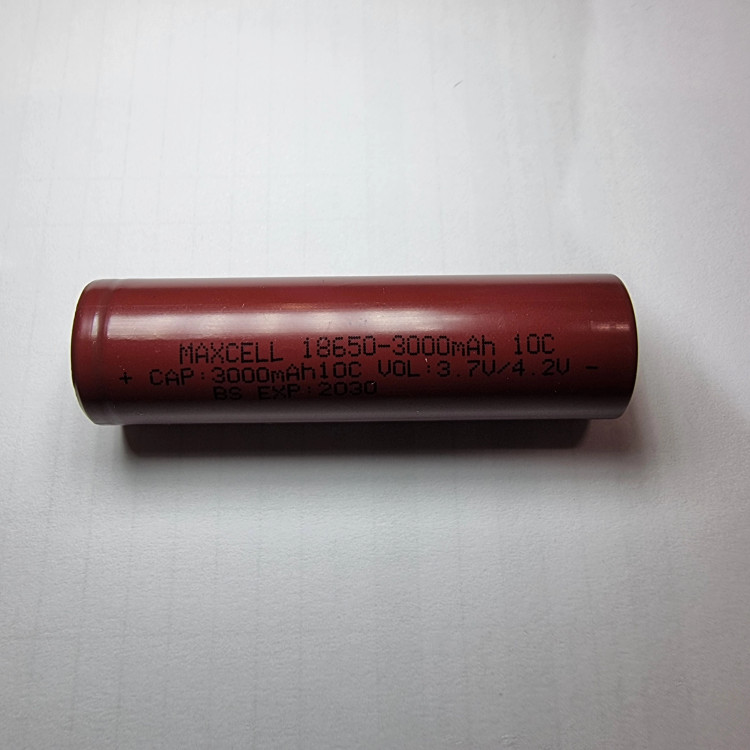 MAXCELL 18650-3000mAh 10C
+ CAP:3000mAh10C VOL:3.7V/4.2V -
BS EXP:2030